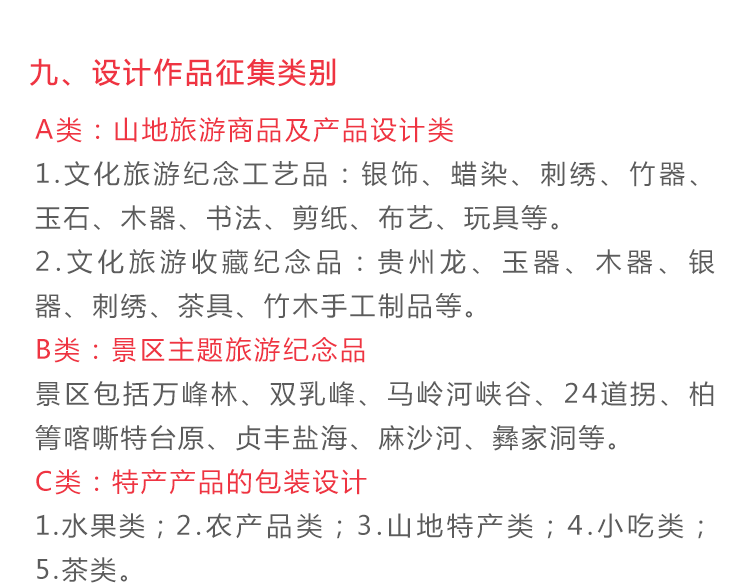 九、设计作品征集类别
A类：山地旅游商品及产品设计类
1.文化旅游纪念工艺品：银饰、蜡染、刺绣、竹器、
玉石、木器、书法、剪纸、布艺、玩具等。
2.文化旅游收藏纪念品：贵州龙、玉器、木器、银
器、刺绣、茶具、竹木手工制品等。
B类：景区主题旅游纪念品
景区包括万峰林、双乳峰、马岭河峡谷、24道拐、柏
箐喀嘶特台原、贞丰盐海、麻沙河、彝家洞等。
C类：特产产品的包装设计
1.水果类；2.农产品类；3.山地特产类；4.小吃类；
5.茶类。